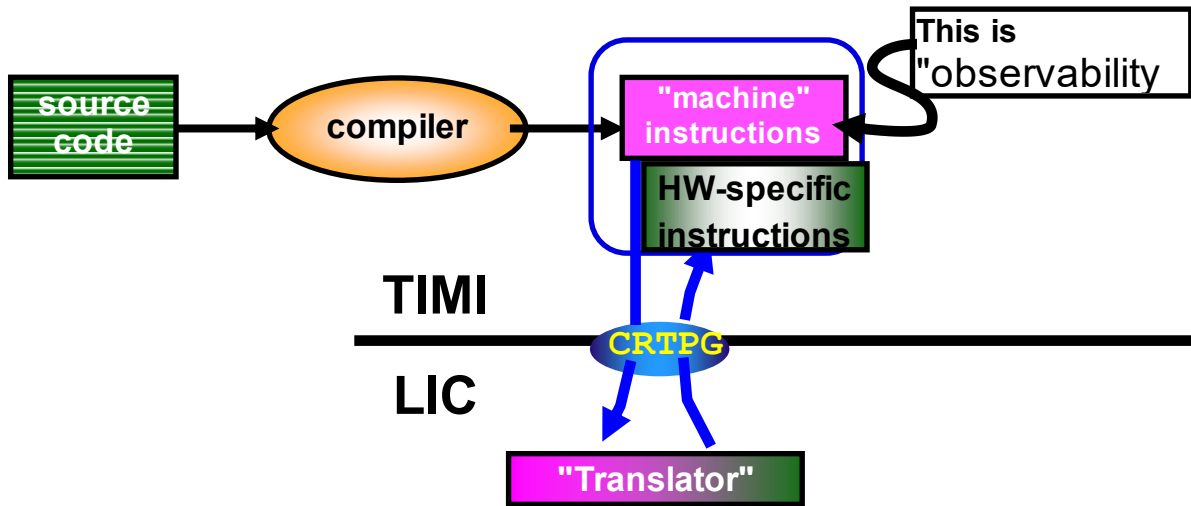 source
code
compiler
"machine"
instructions
HW-specific
instructions
This is
"observability
TIMI
CRTPG
LIC
"Translator"